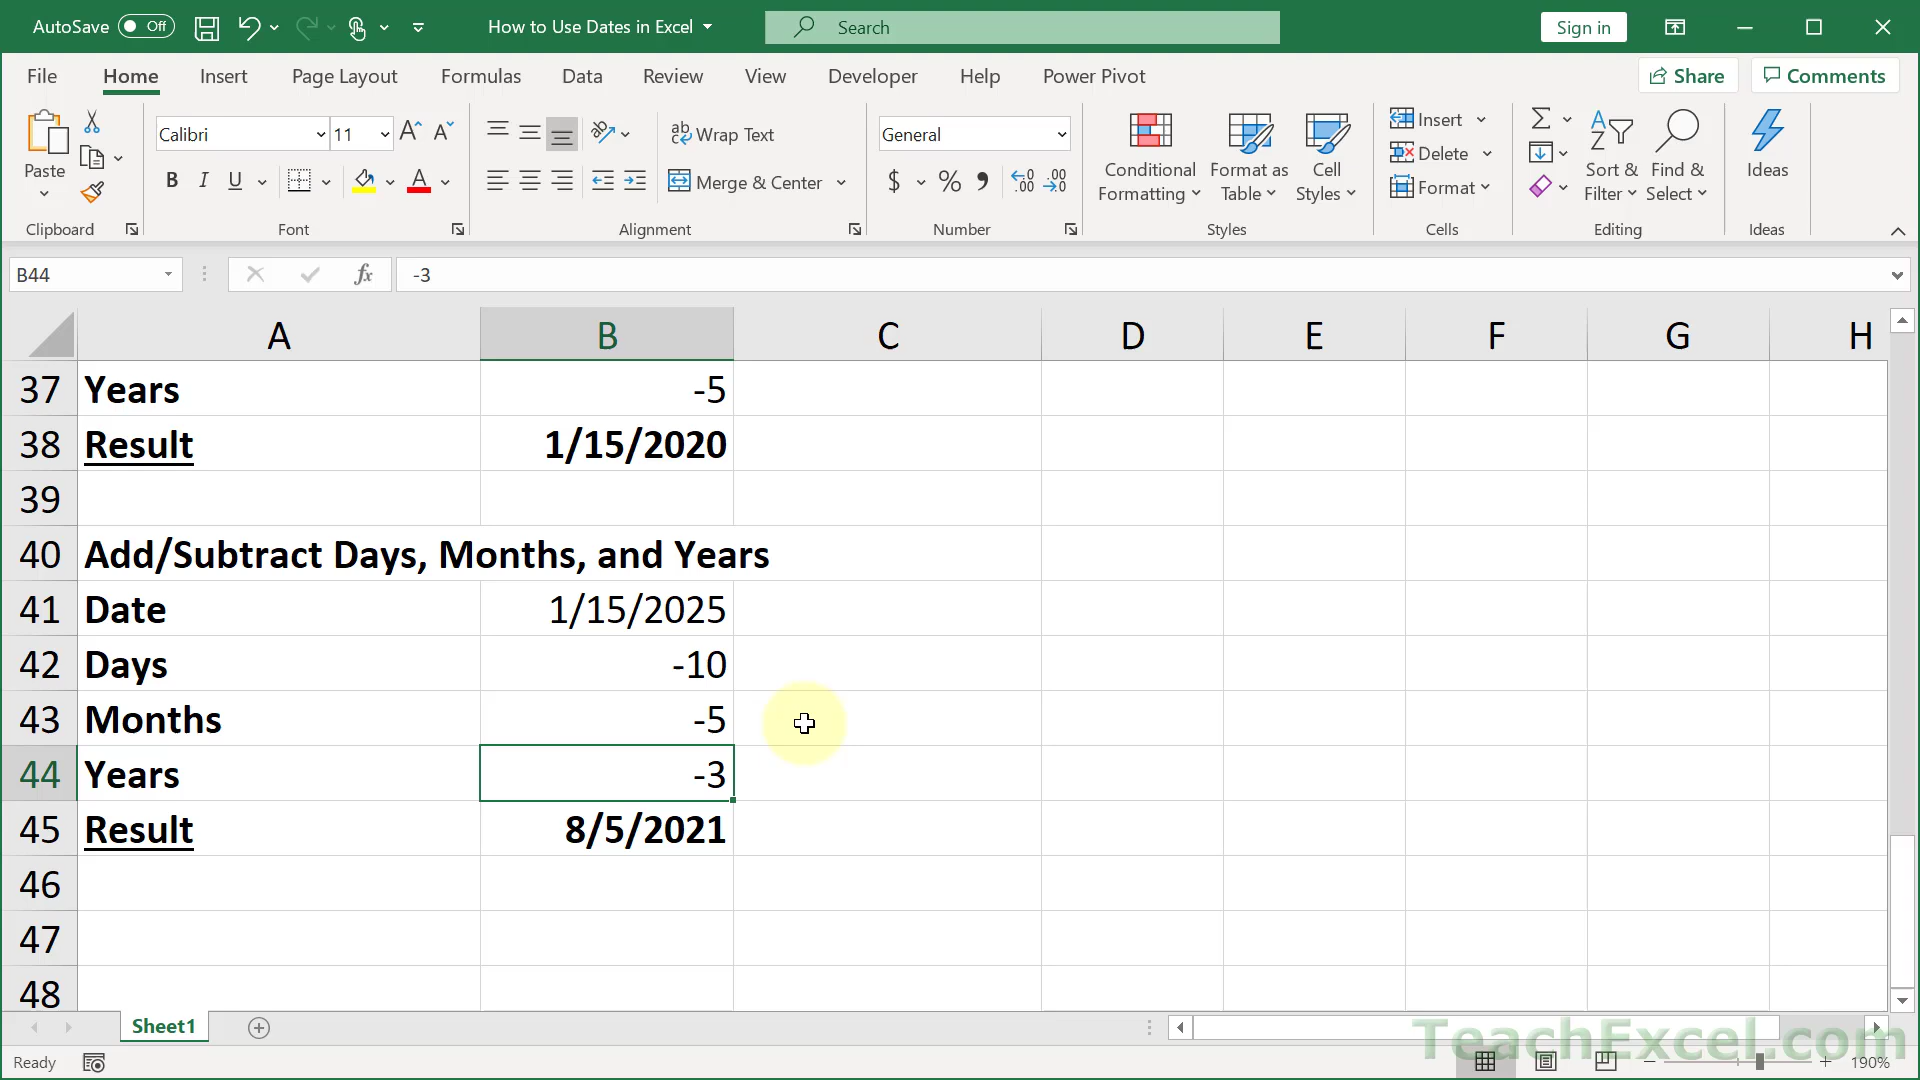 AutoSave Off How to Use Dates in Excel Search Sign in
File Home Insert Page Layout Formulas Data Review View Developer Help Power Pivot Share Comments
Paste
Calibri 11
Wrap Text
Merge & Center
General
$ % 9
Conditional Formatting
Format as Table
Cell Styles
Insert
Delete
Format
Sort & Filter
Find & Select
Ideas
Clipboard Font Alignment Number Styles Cells Editing Ideas
B44 fx -3
A B C D E F G H
37 Years -5
38 Result 1/15/2020
39
40 Add/Subtract Days, Months, and Years
41 Date 1/15/2025
42 Days -10
43 Months -5
44 Years -3
45 Result 8/5/2021
46
47
48
Sheet1
TeachExcel.com
Ready 190%